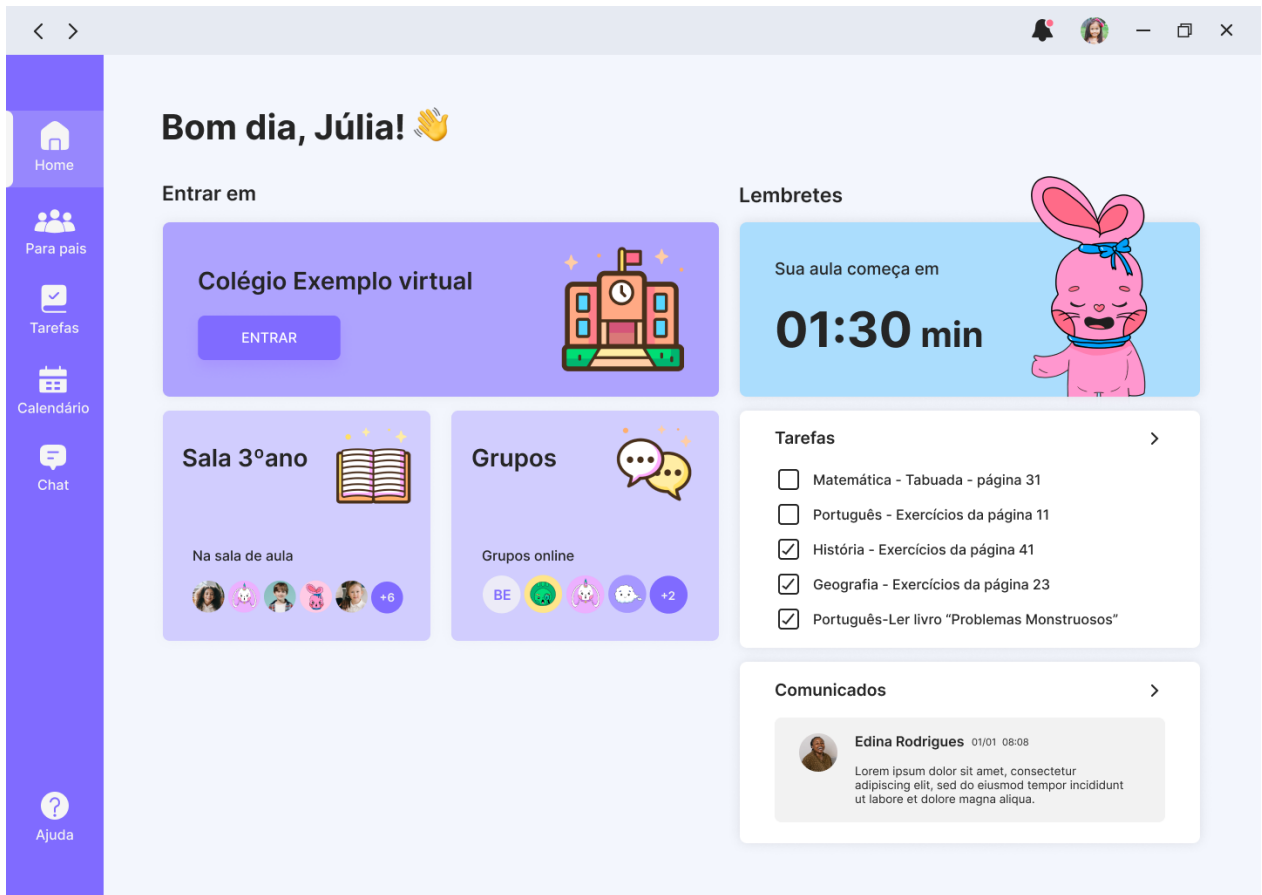 Bom dia, Júlia! 👋
Home
Para pais
Tarefas
Calendário
Chat
Ajuda
Entrar em
Colégio Exemplo virtual
ENTRAR
Sala 3ºano
Na sala de aula
+6
Grupos
Grupos online
BE
+2
Lembretes
Sua aula começa em
01:30 min
Tarefas
Matemática - Tabuada - página 31
Português - Exercícios da página 11
História - Exercícios da página 41
Geografia - Exercícios da página 23
Português-Ler livro “Problemas Monstruosos”
Comunicados
Edina Rodrigues 01/01 08:08
Lorem ipsum dolor sit amet, consectetur
adipiscing elit, sed do eiusmod tempor incididunt
ut labore et dolore magna aliqua.